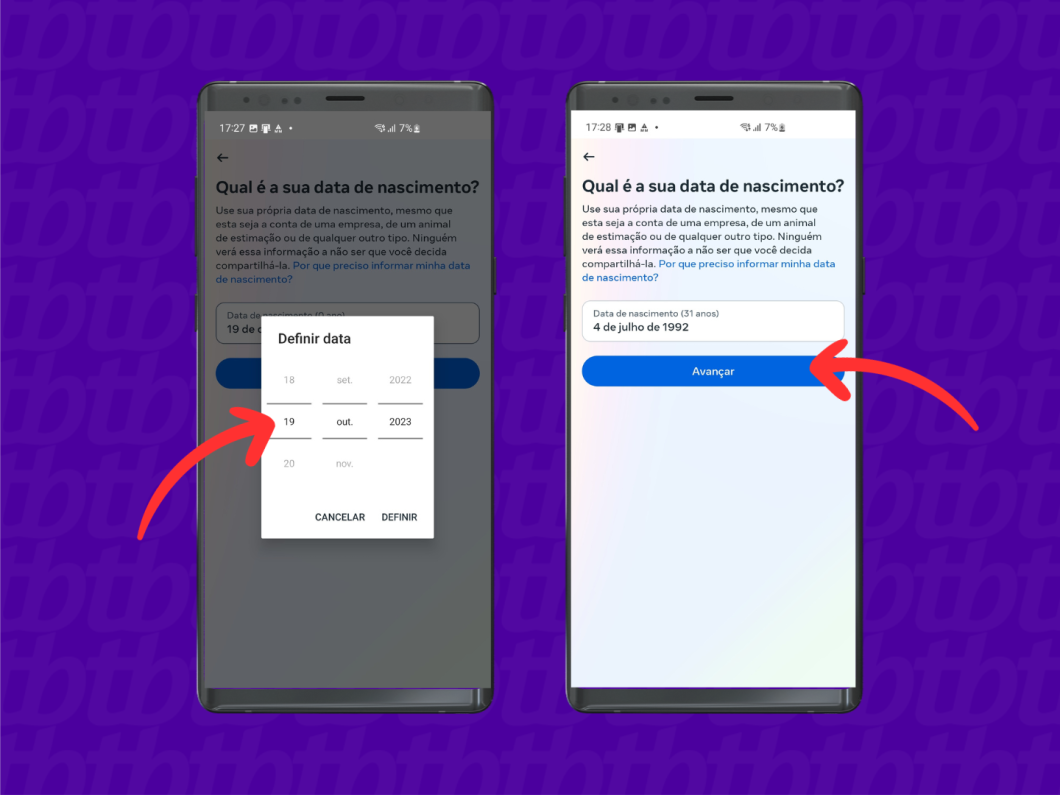 17:27
7%
Qual é a sua data de nascimento?
Use sua própria data de nascimento, mesmo que
esta seja a conta de uma empresa, de um animal
de estimação ou de qualquer outro tipo. Ninguém
verá essa informação a não ser que você decida
compartilhá-la. Por que preciso informar minha data
de nascimento?
Data de nascimento (0 ano)
19 de
Definir data
18 set. 2022
19 out. 2023
20 nov.
CANCELAR DEFINIR
17:28
7%
Qual é a sua data de nascimento?
Use sua própria data de nascimento, mesmo que
esta seja a conta de uma empresa, de um animal
de estimação ou de qualquer outro tipo. Ninguém
verá essa informação a não ser que você decida
compartilhá-la. Por que preciso informar minha data
de nascimento?
Data de nascimento (31 anos)
4 de julho de 1992
Avançar